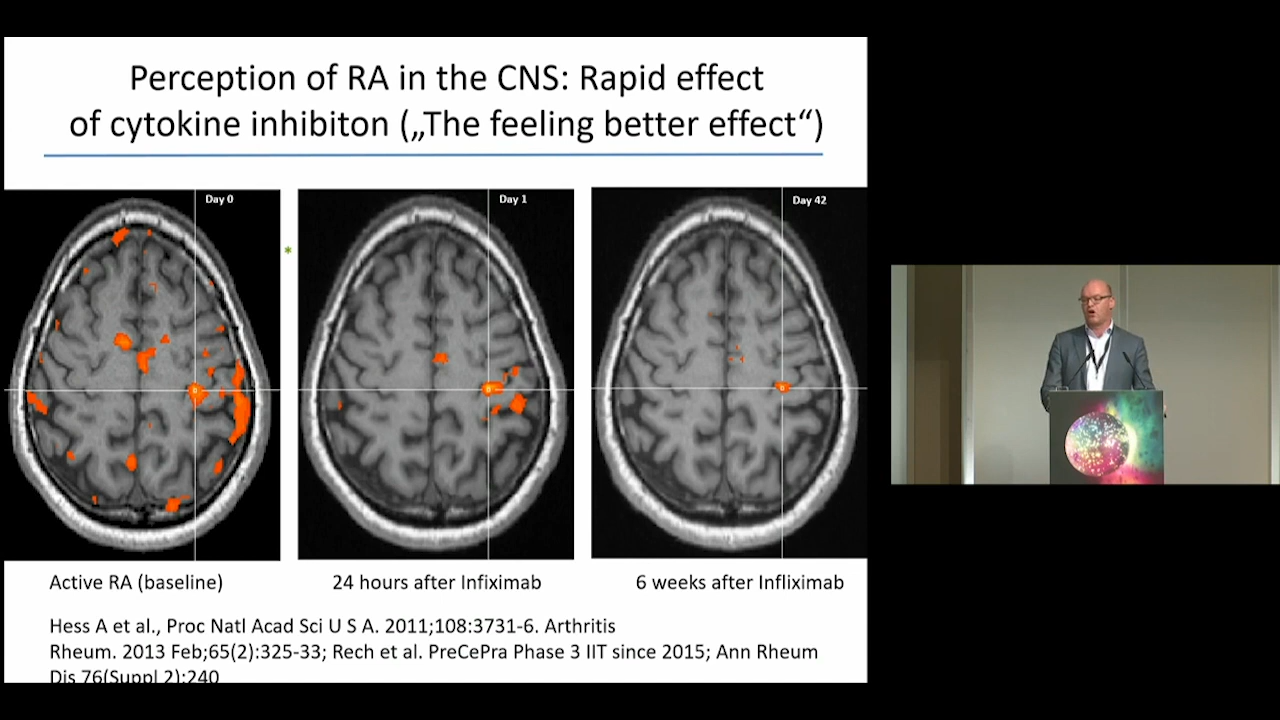 Perception of RA in the CNS: Rapid effect
of cytokine inhibiton („The feeling better effect“)
Day 0
Day 1
Day 42
*
Active RA (baseline)
24 hours after Infiximab
6 weeks after Infliximab
Hess A et al., Proc Natl Acad Sci U S A. 2011;108:3731-6. Arthritis
Rheum. 2013 Feb;65(2):325-33; Rech et al. PreCePra Phase 3 IIT since 2015; Ann Rheum
Dis 76(Suppl 2):240